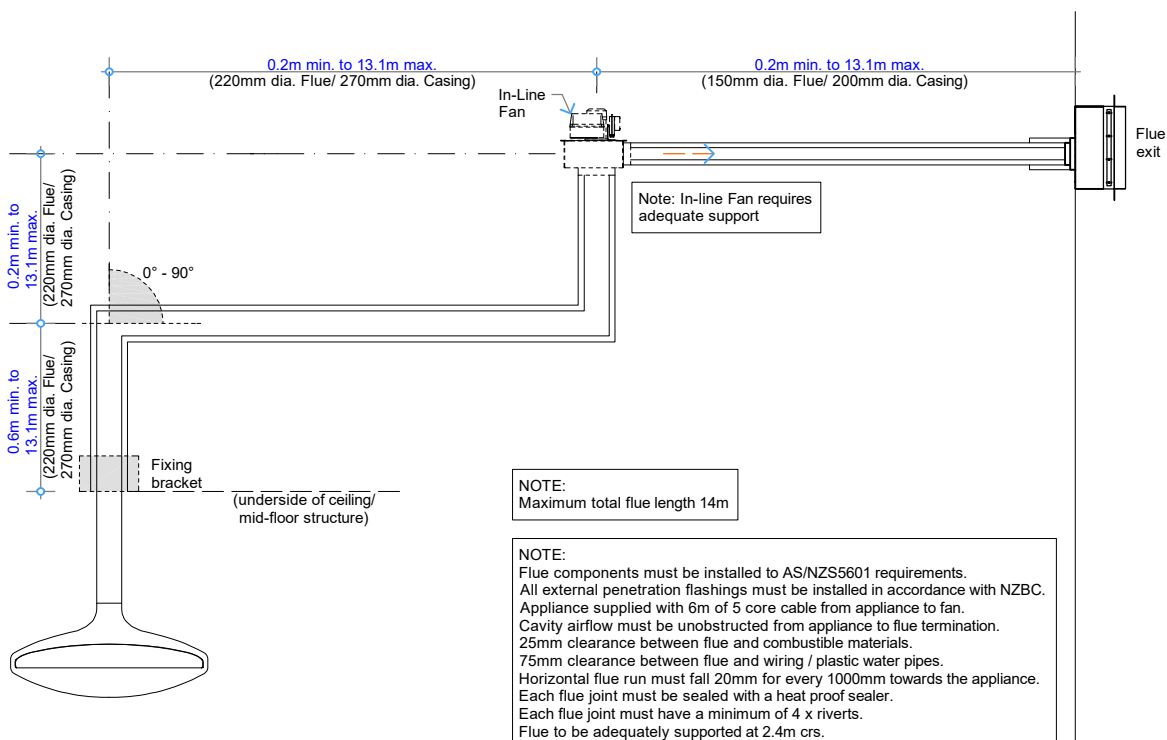 0.2m min. to 13.1m max.
(220mm dia. Flue/ 270mm dia. Casing)
0.2m min. to 13.1m max.
(150mm dia. Flue/ 200mm dia. Casing)
In-Line
Fan
Flue
exit
Note: In-line Fan requires
adequate support
0.2m min. to
13.1m max.
(220mm dia. Flue/
270mm dia. Casing)
0° - 90°
0.6m min. to
13.1m max.
(220mm dia. Flue/
270mm dia. Casing)
Fixing
bracket
(underside of ceiling/
mid-floor structure)
NOTE:
Maximum total flue length 14m
NOTE:
Flue components must be installed to AS/NZS5601 requirements.
All external penetration flashings must be installed in accordance with NZBC.
Appliance supplied with 6m of 5 core cable from appliance to fan.
Cavity airflow must be unobstructed from appliance to flue termination.
25mm clearance between flue and combustible materials.
75mm clearance between flue and wiring / plastic water pipes.
Horizontal flue run must fall 20mm for every 1000mm towards the appliance.
Each flue joint must be sealed with a heat proof sealer.
Each flue joint must have a minimum of 4 x riverts.
Flue to be adequately supported at 2.4m crs.